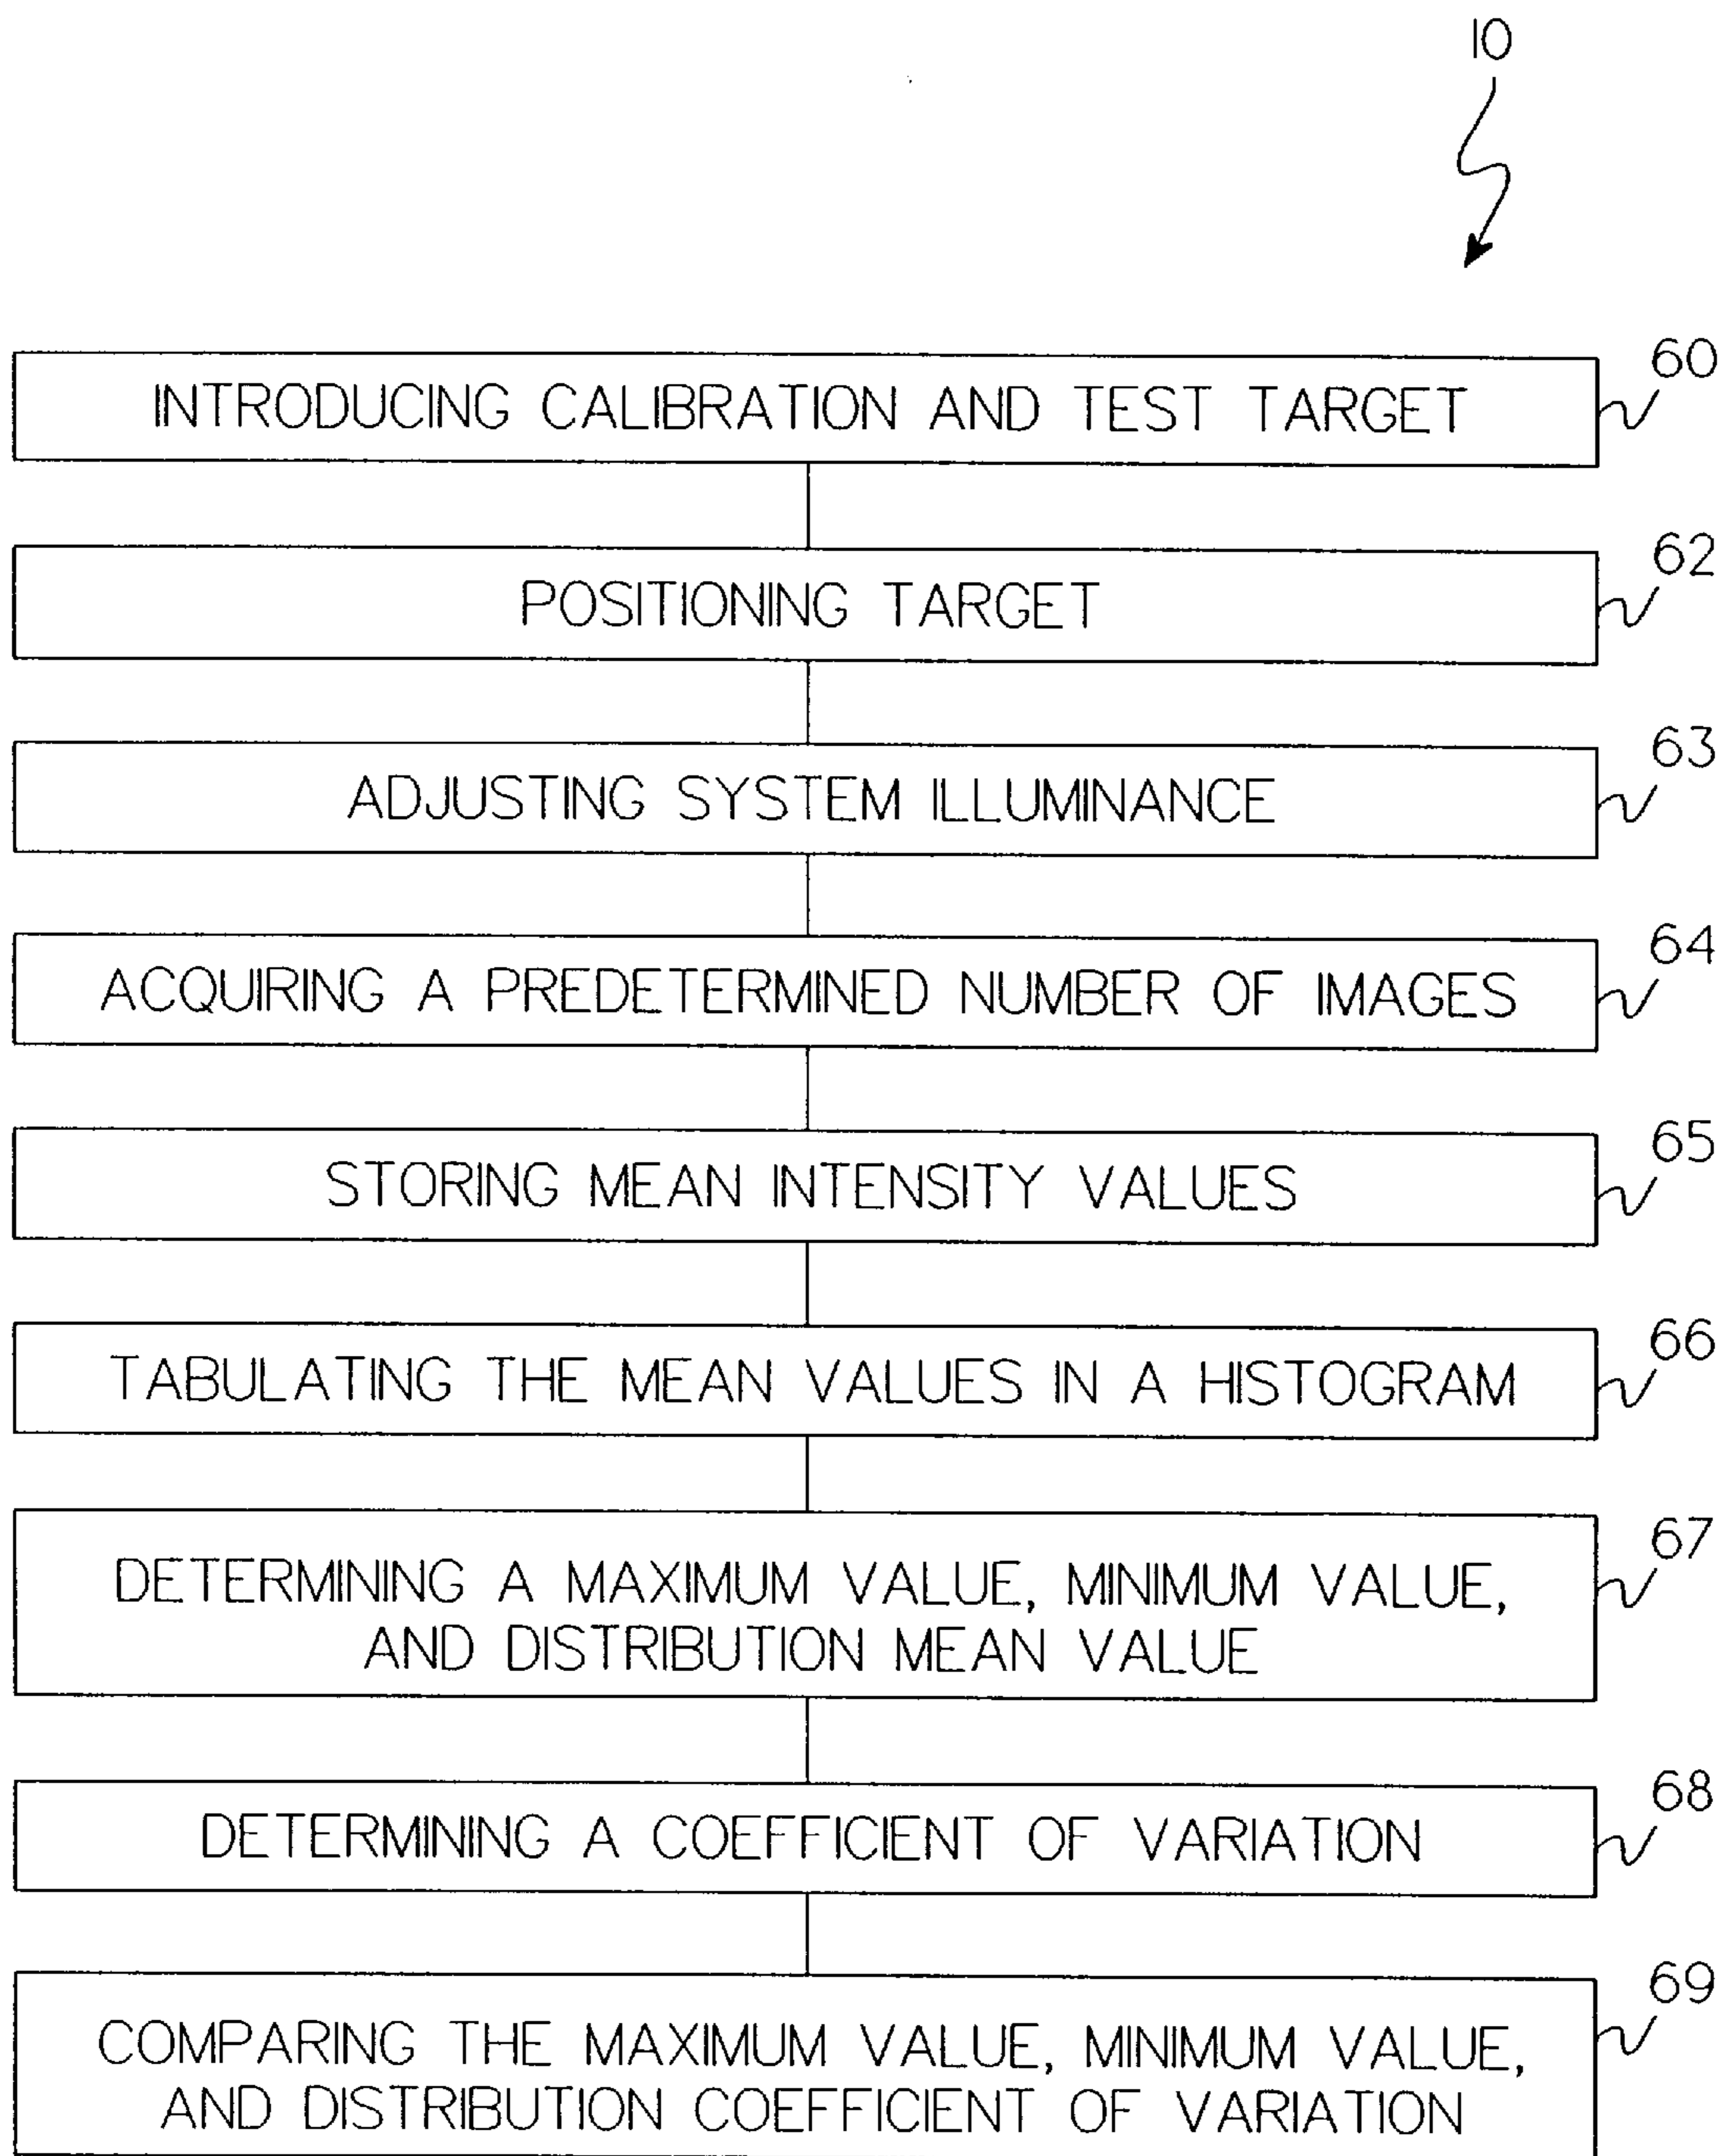 10
60
INTRODUCING CALIBRATION AND TEST TARGET
62
POSITIONING TARGET
63
ADJUSTING SYSTEM ILLUMINANCE
64
ACQUIRING A PREDETERMINED NUMBER OF IMAGES
65
STORING MEAN INTENSITY VALUES
66
TABULATING THE MEAN VALUES IN A HISTOGRAM
67
DETERMINING A MAXIMUM VALUE, MINIMUM VALUE,
AND DISTRIBUTION MEAN VALUE
68
DETERMINING A COEFFICIENT OF VARIATION
69
COMPARING THE MAXIMUM VALUE, MINIMUM VALUE,
AND DISTRIBUTION COEFFICIENT OF VARIATION